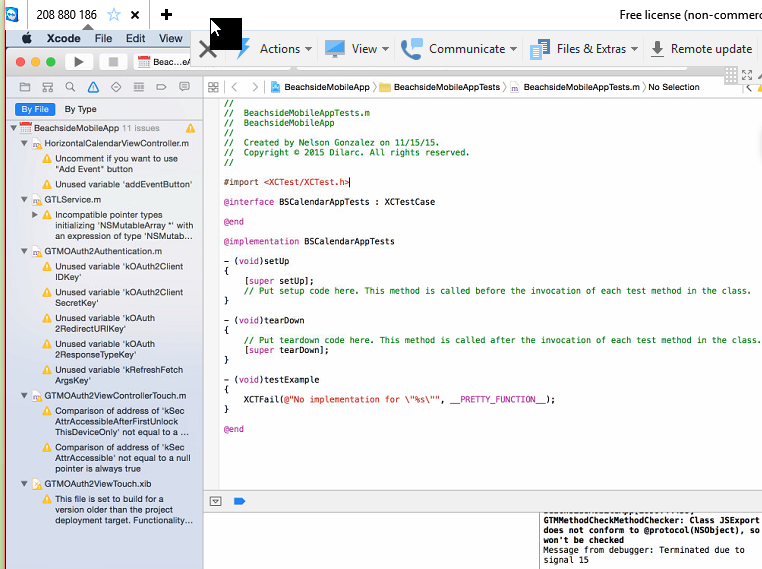 208 880 186
Free license (non-commerc
Xcode File Edit View
Actions View Communicate Files & Extras Remote update
Beac...eA
BeachsideMobileApp BeachsideMobileAppTests BeachsideMobileAppTests.m No Selection
By File By Type
BeachsideMobileApp 11 issues
HorizontalCalendarViewController.m
Uncomment if you want to use
"Add Event" button
Unused variable 'addEventButton'
GTLService.m
Incompatible pointer types
initializing 'NSMutableArray *' with
an expression of type 'NSMutab...
GTMOAuth2Authentication.m
Unused variable 'kOAuth2Client
IDKey'
Unused variable 'kOAuth2Client
SecretKey'
Unused variable 'kOAuth
2RedirectURIKey'
Unused variable 'kOAuth
2ResponseTypeKey'
Unused variable 'kRefreshFetch
ArgsKey'
GTMOAuth2ViewControllerTouch.m
Comparison of address of 'kSec
AttrAccessibleAfterFirstUnlock
ThisDeviceOnly' not equal to a ...
Comparison of address of 'kSec
AttrAccessible' not equal to a null
pointer is always true
GTMOAuth2ViewTouch.xib
This file is set to build for a
version older than the project
deployment target. Functionality...
//
// BeachsideMobileAppTests.m
// BeachsideMobileApp
//
// Created by Nelson Gonzalez on 11/15/15.
// Copyright © 2015 Dilarc. All rights reserved.
//
#import <XCTest/XCTest.h>
@interface BSCalendarAppTests : XCTestCase
@end
@implementation BSCalendarAppTests
- (void)setUp
{
[super setUp];
// Put setup code here. This method is called before the invocation of each test method in the class.
}
- (void)tearDown
{
// Put teardown code here. This method is called after the invocation of each test method in the class.
[super tearDown];
}
- (void)testExample
{
XCTFail(@"No implementation for \"%s\"", __PRETTY_FUNCTION__);
}
@end
GTMMethodCheckMethodChecker: Class JSExport
does not conform to @protocol(NSObject), so
won't be checked
Message from debugger: Terminated due to
signal 15